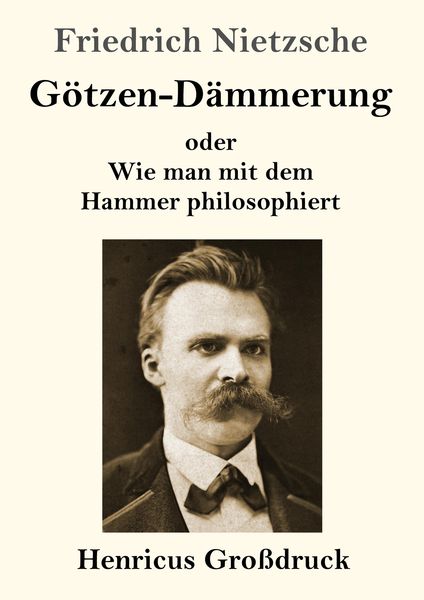 Friedrich Nietzsche
Götzen-Dämmerung
oder
Wie man mit dem
Hammer philosophiert
Henricus Großdruck